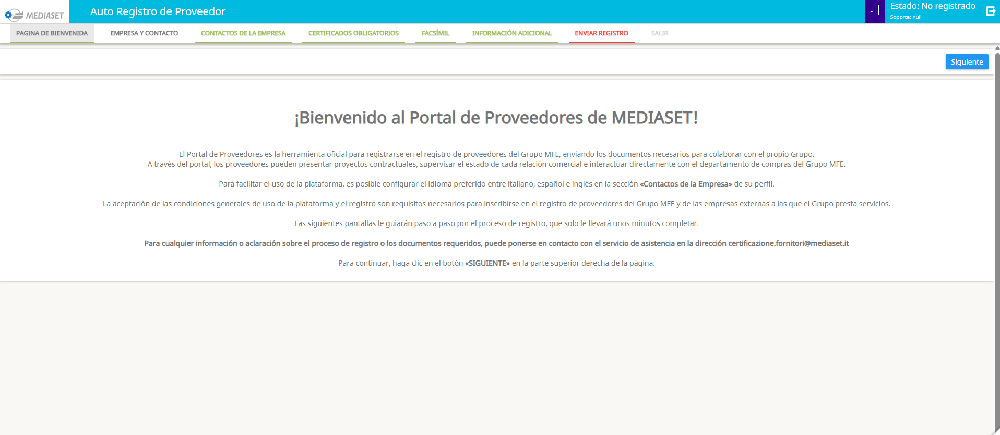 MEDIASET
Auto Registro de Proveedor
- |
Estado: No registrado
Soporte: null
PAGINA DE BIENVENIDA
EMPRESA Y CONTACTO
CONTACTOS DE LA EMPRESA
CERTIFICADOS OBLIGATORIOS
FACSÍMIL
INFORMACIÓN ADICIONAL
ENVIAR REGISTRO
SALIR
Siguiente
¡Bienvenido al Portal de Proveedores de MEDIASET!
El Portal de Proveedores es la herramienta oficial para registrarse en el registro de proveedores del Grupo MFE, enviando los documentos necesarios para colaborar con el propio Grupo.
A través del portal, los proveedores pueden presentar proyectos contractuales, supervisar el estado de cada relación comercial e interactuar directamente con el departamento de compras del Grupo MFE.
Para facilitar el uso de la plataforma, es posible configurar el idioma preferido entre italiano, español e inglés en la sección «Contactos de la Empresa» de su perfil.
La aceptación de las condiciones generales de uso de la plataforma y el registro son requisitos necesarios para inscribirse en el registro de proveedores del Grupo MFE y de las empresas externas a las que el Grupo presta servicios.
Las siguientes pantallas le guiarán paso a paso por el proceso de registro, que solo le llevará unos minutos completar.
Para cualquier información o aclaración sobre el proceso de registro o los documentos requeridos, puede ponerse en contacto con el servicio de asistencia en la dirección certificazione.fornitori@mediaset.it
Para continuar, haga clic en el botón «SIGUIENTE» en la parte superior derecha de la página.